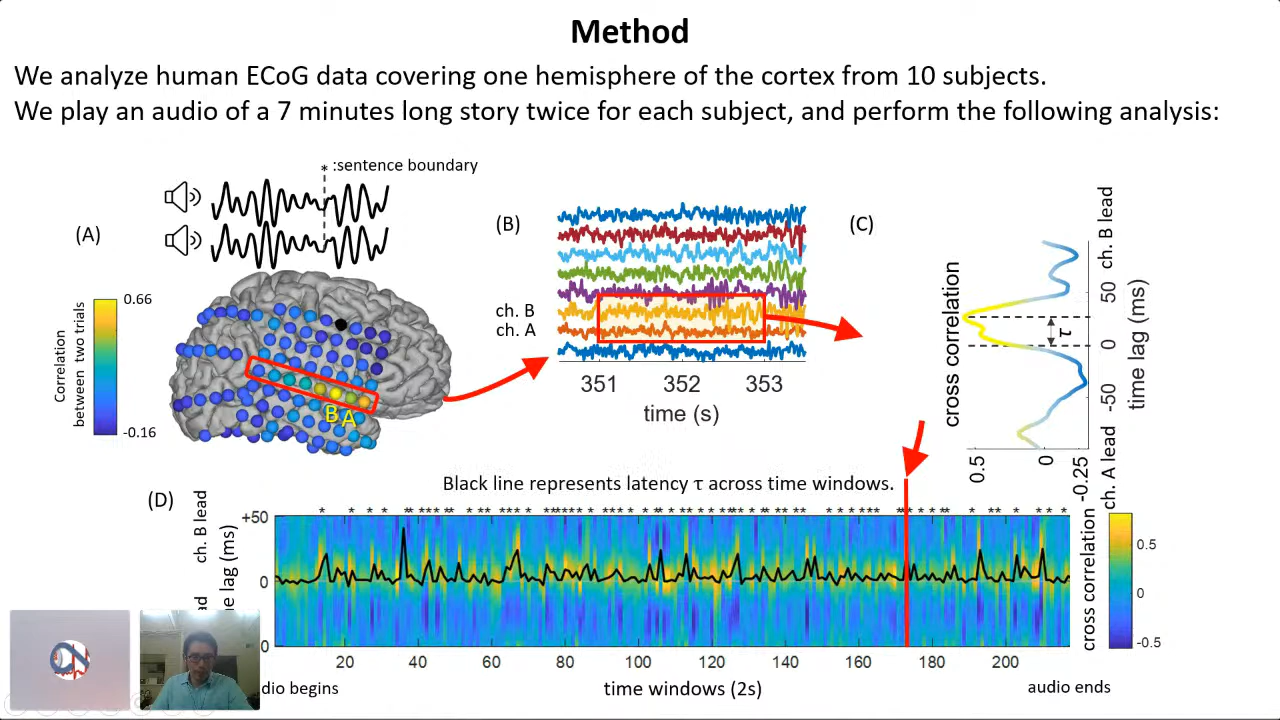 Method
We analyze human ECoG data covering one hemisphere of the cortex from 10 subjects.
We play an audio of a 7 minutes long story twice for each subject, and perform the following analysis:
* :sentence boundary
(A)
0.66
Correlation
between two trials
-0.16
B A
(B)
ch. B
ch. A
351 352 353
time (s)
(C)
cross correlation
0.5 0 -0.25
τ
50
0
-50
time lag (ms)
ch. B lead
ch. A lead
(D)
Black line represents latency τ across time windows.
* * * * * * * * * * * * * * * * * * * * * * * * * * * * * * * * * * * * * * * * * * * * * * * * * * * * * * * * * *
ch. B lead
+50
0
0
20 40 60 80 100 120 140 160 180 200
dio begins
time windows (2s)
audio ends
cross correlation
0.5
0
-0.5